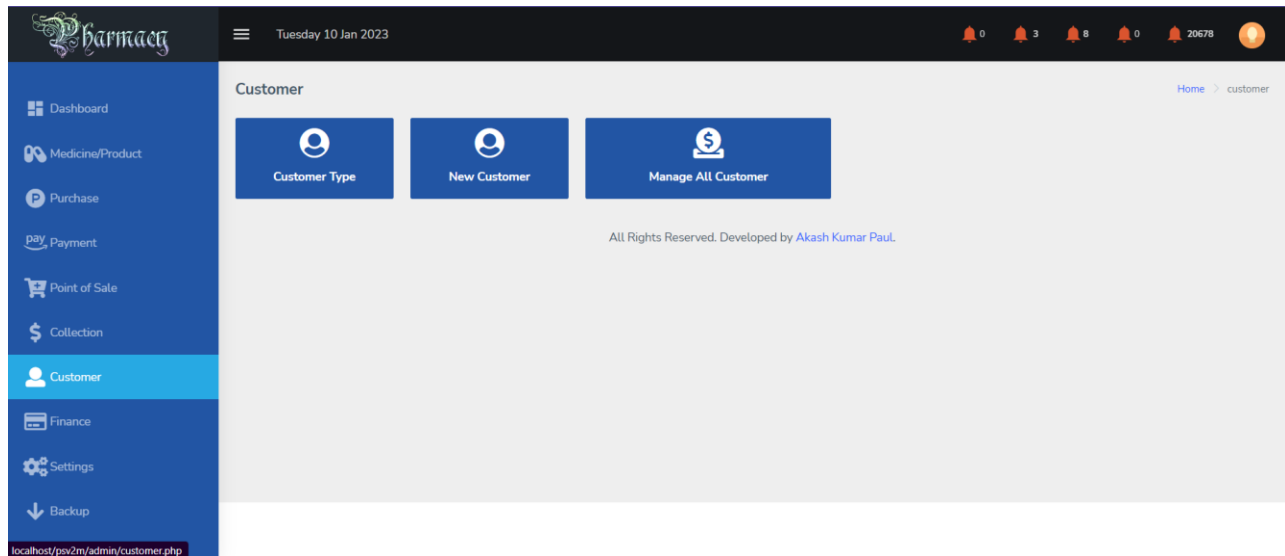 Pharmacy
Tuesday 10 Jan 2023
0 3 8 0 20678
Dashboard
Medicine/Product
Purchase
Pay Payment
Point of Sale
Collection
Customer
Finance
Settings
Backup
localhost/psv2m/admin/customer.php
Customer
Home > customer
Customer Type
New Customer
Manage All Customer
All Rights Reserved. Developed by Akash Kumar Paul.